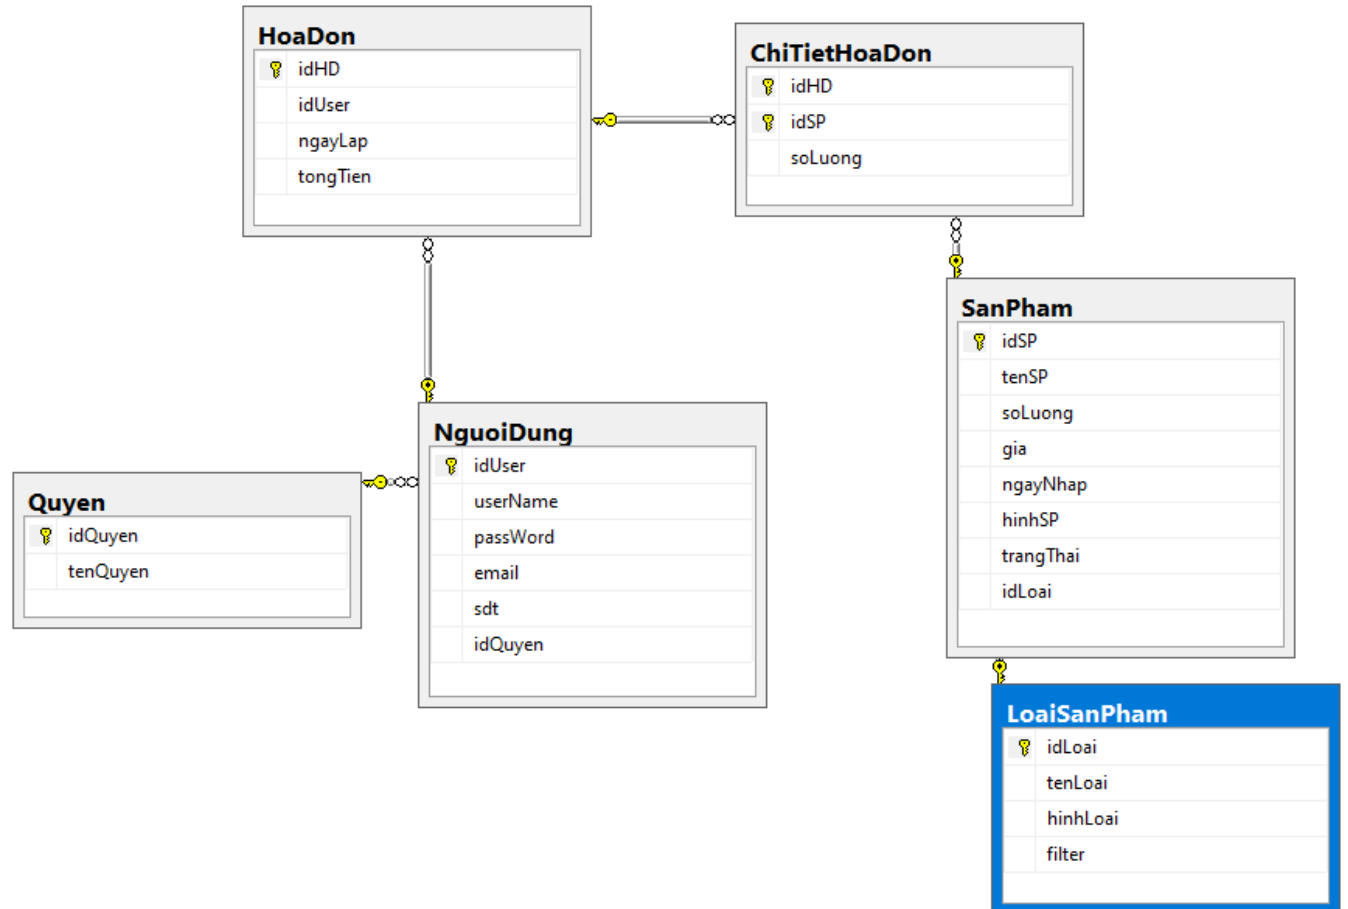 HoaDon
idHD
idUser
ngayLap
tongTien
ChiTietHoaDon
idHD
idSP
soLuong
SanPham
idSP
tenSP
soLuong
gia
ngayNhap
hinhSP
trangThai
idLoai
NguoiDung
idUser
userName
passWord
email
sdt
idQuyen
Quyen
idQuyen
tenQuyen
LoaiSanPham
idLoai
tenLoai
hinhLoai
filter